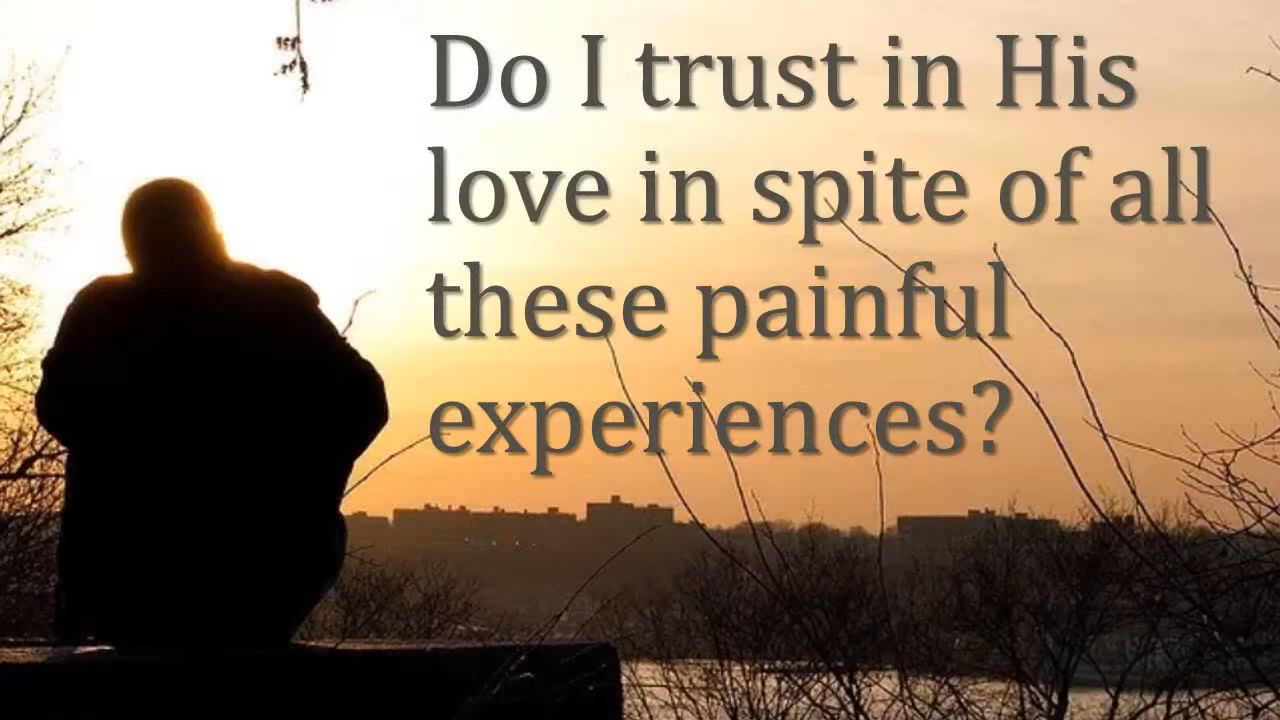 Do I trust in His
love in spite of all
these painful
experiences?